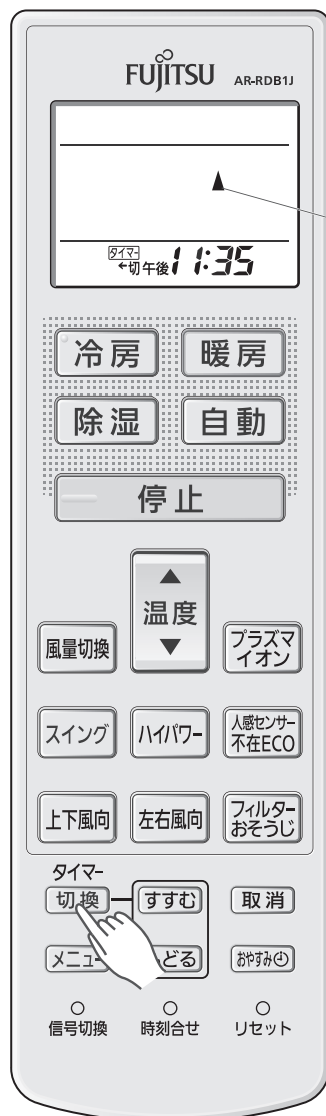 FUJITSU AR-RDB1J
▲
タイマー
←切 午後 11:35
冷房 暖房
除湿 自動
停止
▲
温度
▼
風量切換
プラズマ
イオン
スイング ハイパワー
人感センサー
不在ECO
上下風向 左右風向
フィルター
おそうじ
タイマー
切換 すすむ 取消
メニュー どる おやすみ
信号切換 時刻合せ リセット